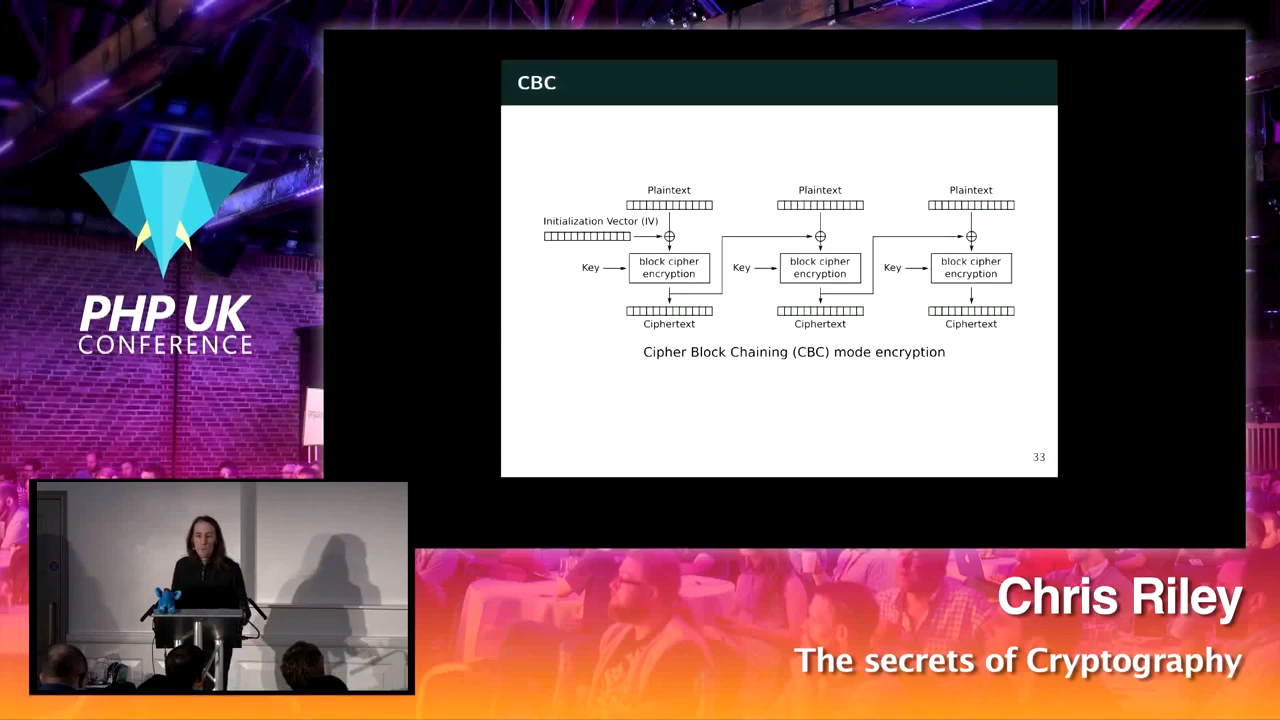 CBC
Plaintext Plaintext Plaintext
Initialization Vector (IV)
Key block cipher encryption Key block cipher encryption Key block cipher encryption
Ciphertext Ciphertext Ciphertext
Cipher Block Chaining (CBC) mode encryption
33
PHP UK
CONFERENCE
Chris Riley
The secrets of Cryptography